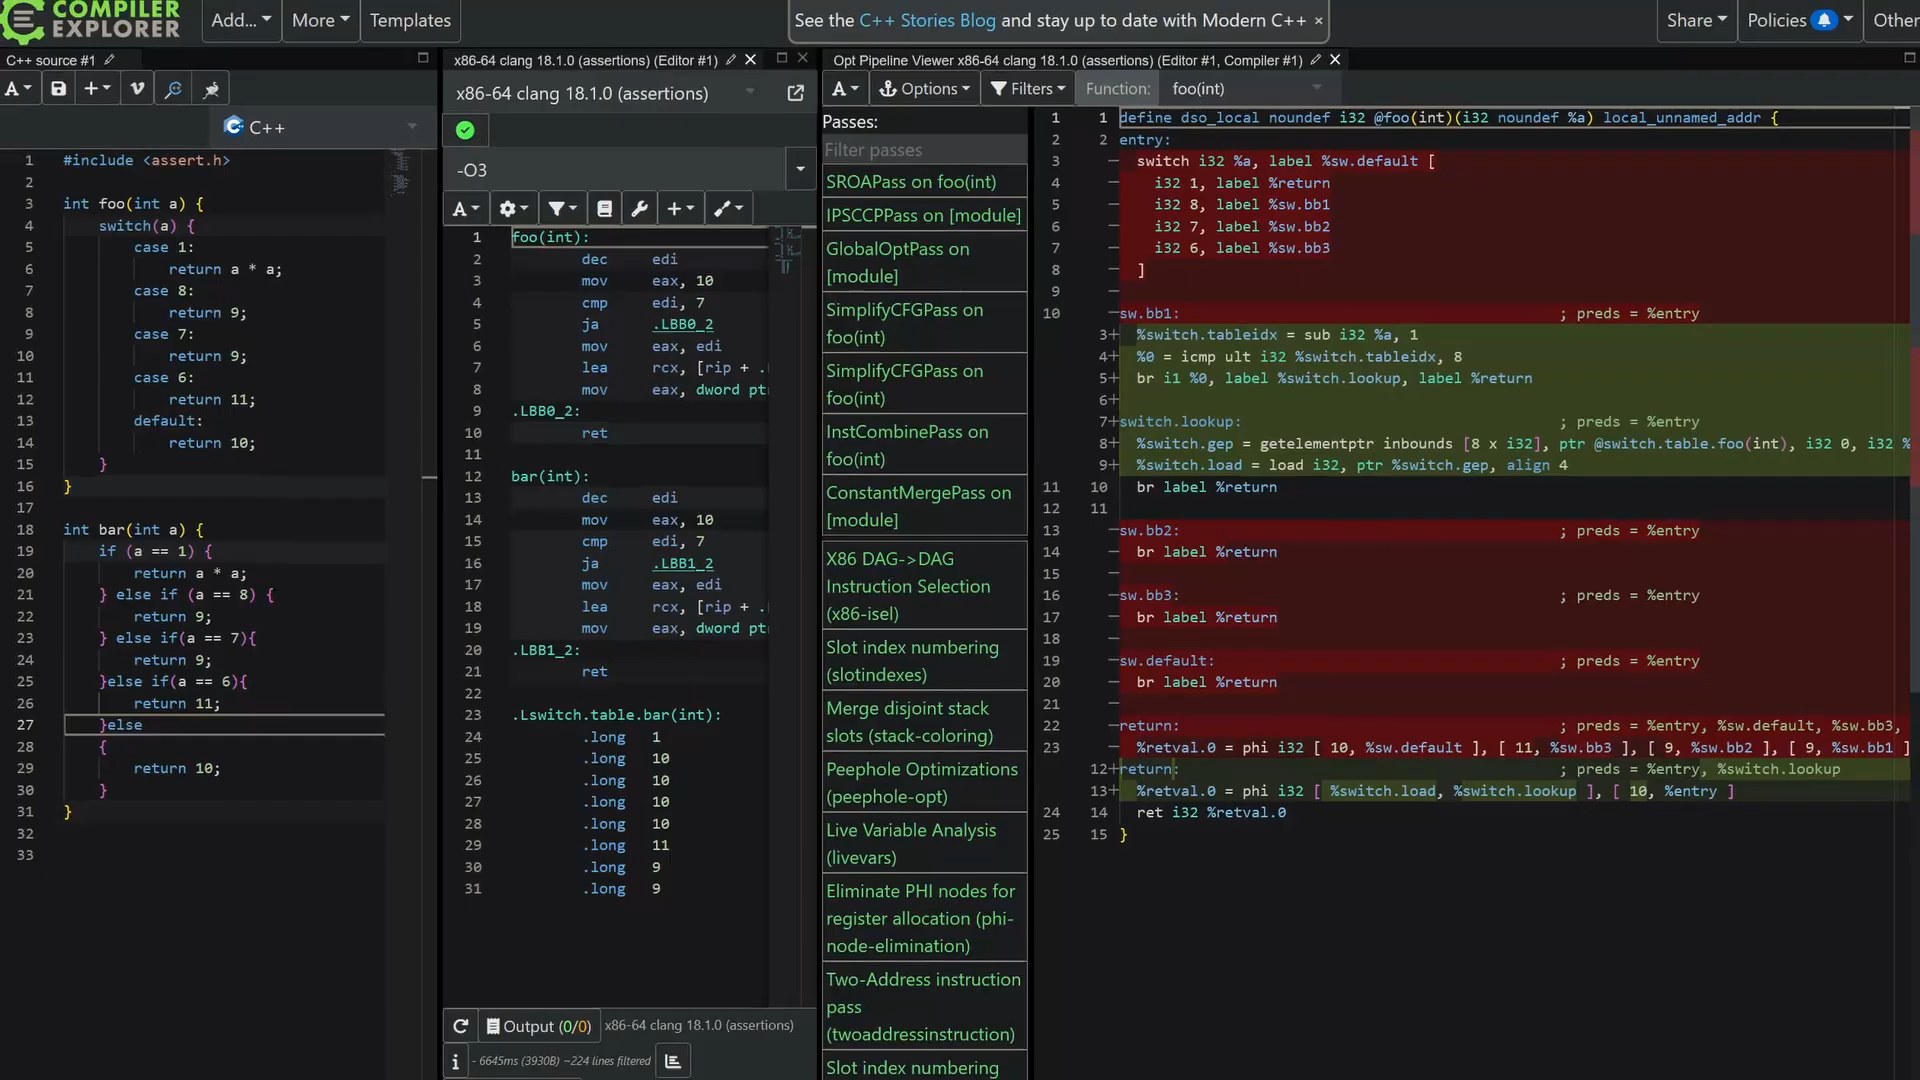 COMPILER
EXPLORER
Add...
More
Templates
See the C++ Stories Blog and stay up to date with Modern C++ ×
Share
Policies
Other
C++ source #1
A
C++
1 #include <assert.h>
2
3 int foo(int a) {
4 switch(a) {
5 case 1:
6 return a * a;
7 case 8:
8 return 9;
9 case 7:
10 return 9;
11 case 6:
12 return 11;
13 default:
14 return 10;
15 }
16 }
17
18 int bar(int a) {
19 if (a == 1) {
20 return a * a;
21 } else if (a == 8) {
22 return 9;
23 } else if(a == 7){
24 return 9;
25 }else if(a == 6){
26 return 11;
27 }else
28 {
29 return 10;
30 }
31 }
32
33
x86-64 clang 18.1.0 (assertions) (Editor #1)
x86-64 clang 18.1.0 (assertions)
-O3
A
1 foo(int):
2 dec edi
3 mov eax, 10
4 cmp edi, 7
5 ja .LBB0_2
6 mov eax, edi
7 lea rcx, [rip + .
8 mov eax, dword pt
9 .LBB0_2:
10 ret
11
12 bar(int):
13 dec edi
14 mov eax, 10
15 cmp edi, 7
16 ja .LBB1_2
17 mov eax, edi
18 lea rcx, [rip + .
19 mov eax, dword pt
20 .LBB1_2:
21 ret
22
23 .Lswitch.table.bar(int):
24 .long 1
25 .long 10
26 .long 10
27 .long 10
28 .long 10
29 .long 11
30 .long 9
31 .long 9
Output (0/0) x86-64 clang 18.1.0 (assertions)
- 6645ms (3930B) ~224 lines filtered
Opt Pipeline Viewer x86-64 clang 18.1.0 (assertions) (Editor #1, Compiler #1)
A
Options
Filters
Function:
foo(int)
Passes:
Filter passes
SROAPass on foo(int)
IPSCCPPass on [module]
GlobalOptPass on
[module]
SimplifyCFGPass on
foo(int)
SimplifyCFGPass on
foo(int)
InstCombinePass on
foo(int)
ConstantMergePass on
[module]
X86 DAG->DAG
Instruction Selection
(x86-isel)
Slot index numbering
(slotindexes)
Merge disjoint stack
slots (stack-coloring)
Peephole Optimizations
(peephole-opt)
Live Variable Analysis
(livevars)
Eliminate PHI nodes for
register allocation (phi-
node-elimination)
Two-Address instruction
pass
(twoaddressinstruction)
Slot index numbering
1 1 define dso_local noundef i32 @foo(int)(i32 noundef %a) local_unnamed_addr {
2 2 entry:
3 − switch i32 %a, label %sw.default [
4 − i32 1, label %return
5 − i32 8, label %sw.bb1
6 − i32 7, label %sw.bb2
7 − i32 6, label %sw.bb3
8 − ]
9 −
10 − sw.bb1: ; preds = %entry
3+ %switch.tableidx = sub i32 %a, 1
4+ %0 = icmp ult i32 %switch.tableidx, 8
5+ br i1 %0, label %switch.lookup, label %return
6+
7+ switch.lookup: ; preds = %entry
8+ %switch.gep = getelementptr inbounds [8 x i32], ptr @switch.table.foo(int), i32 0, i32 %
9+ %switch.load = load i32, ptr %switch.gep, align 4
11 10 br label %return
12 11
13 − sw.bb2: ; preds = %entry
14 − br label %return
15 −
16 − sw.bb3: ; preds = %entry
17 − br label %return
18 −
19 − sw.default: ; preds = %entry
20 − br label %return
21 −
22 − return: ; preds = %entry, %sw.default, %sw.bb3,
23 − %retval.0 = phi i32 [ 10, %sw.default ], [ 11, %sw.bb3 ], [ 9, %sw.bb2 ], [ 9, %sw.bb1 ]
12+ return: ; preds = %entry, %switch.lookup
13+ %retval.0 = phi i32 [ %switch.load, %switch.lookup ], [ 10, %entry ]
24 14 ret i32 %retval.0
25 15 }